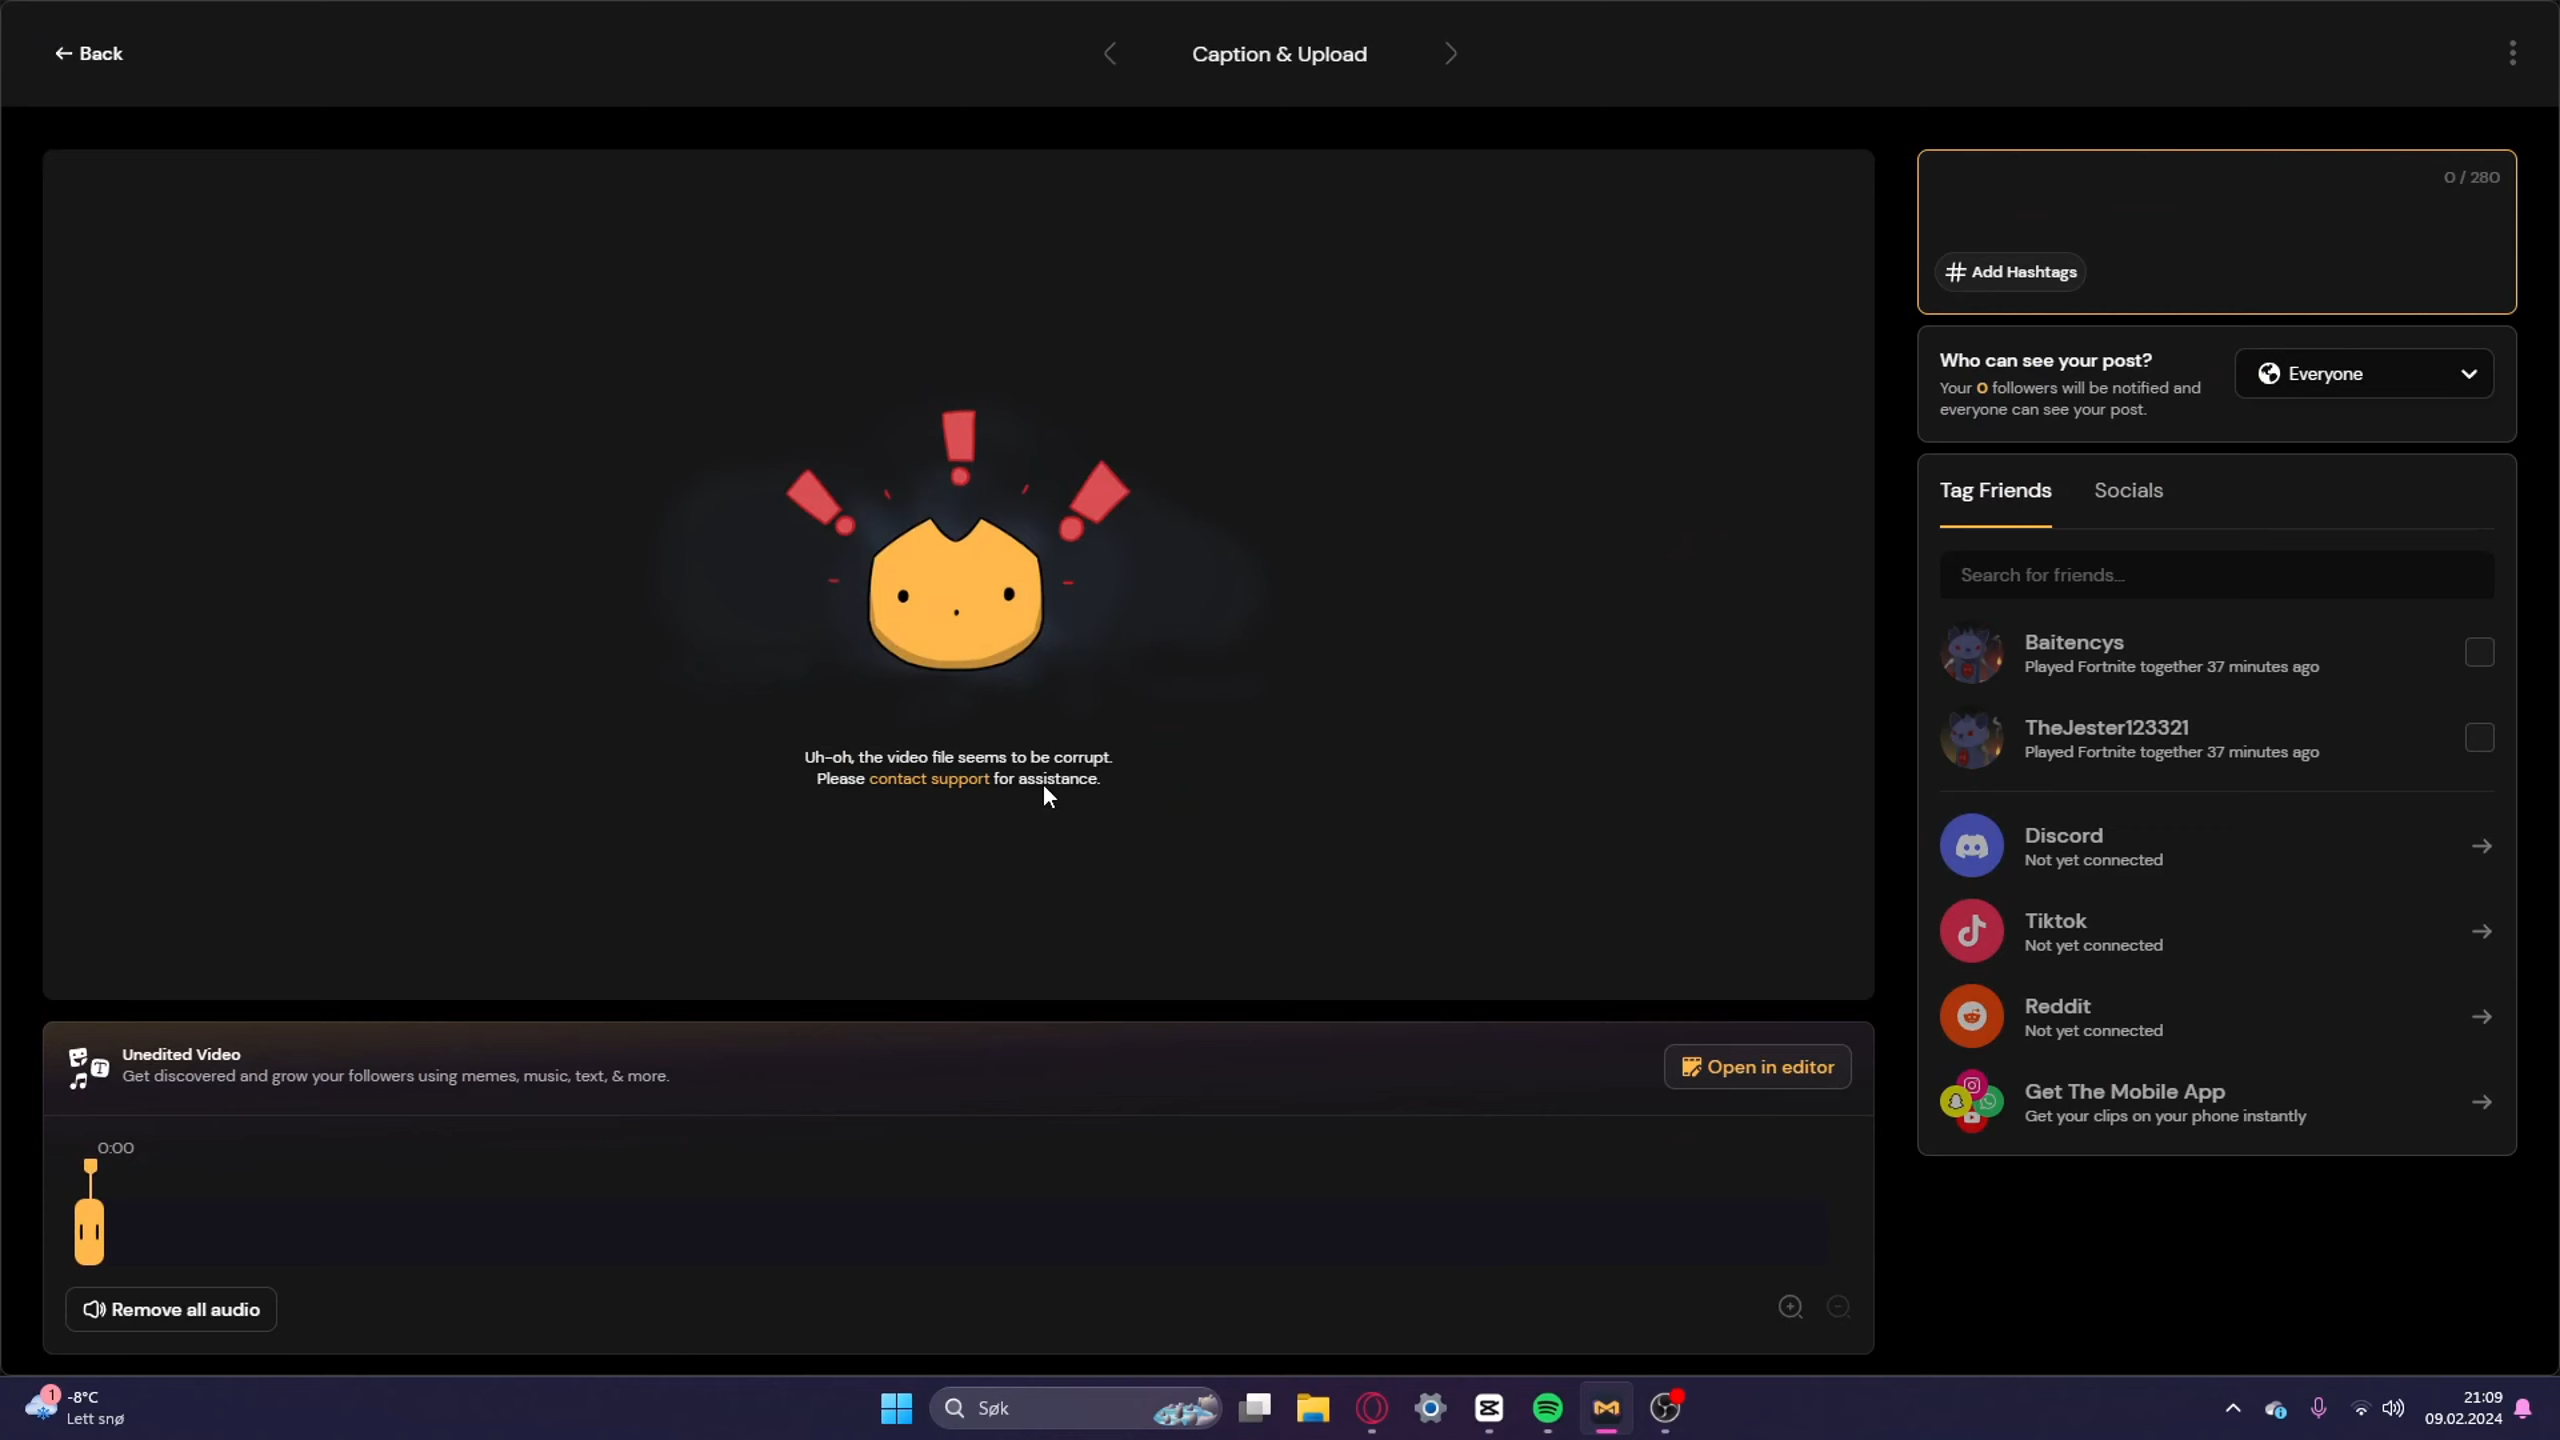 Back
Caption & Upload
0 / 280
Add Hashtags
Who can see your post?
Your 0 followers will be notified and
everyone can see your post.
Everyone
Tag Friends
Socials
Search for friends...
Baitencys
Played Fortnite together 37 minutes ago
TheJester123321
Played Fortnite together 37 minutes ago
Discord
Not yet connected
Tiktok
Not yet connected
Reddit
Not yet connected
Get The Mobile App
Get your clips on your phone instantly
Uh-oh, the video file seems to be corrupt.
Please contact support for assistance.
Unedited Video
Get discovered and grow your followers using memes, music, text, & more.
Open in editor
0:00
Remove all audio
1
-8°C
Lett snø
Søk
21:09
09.02.2024